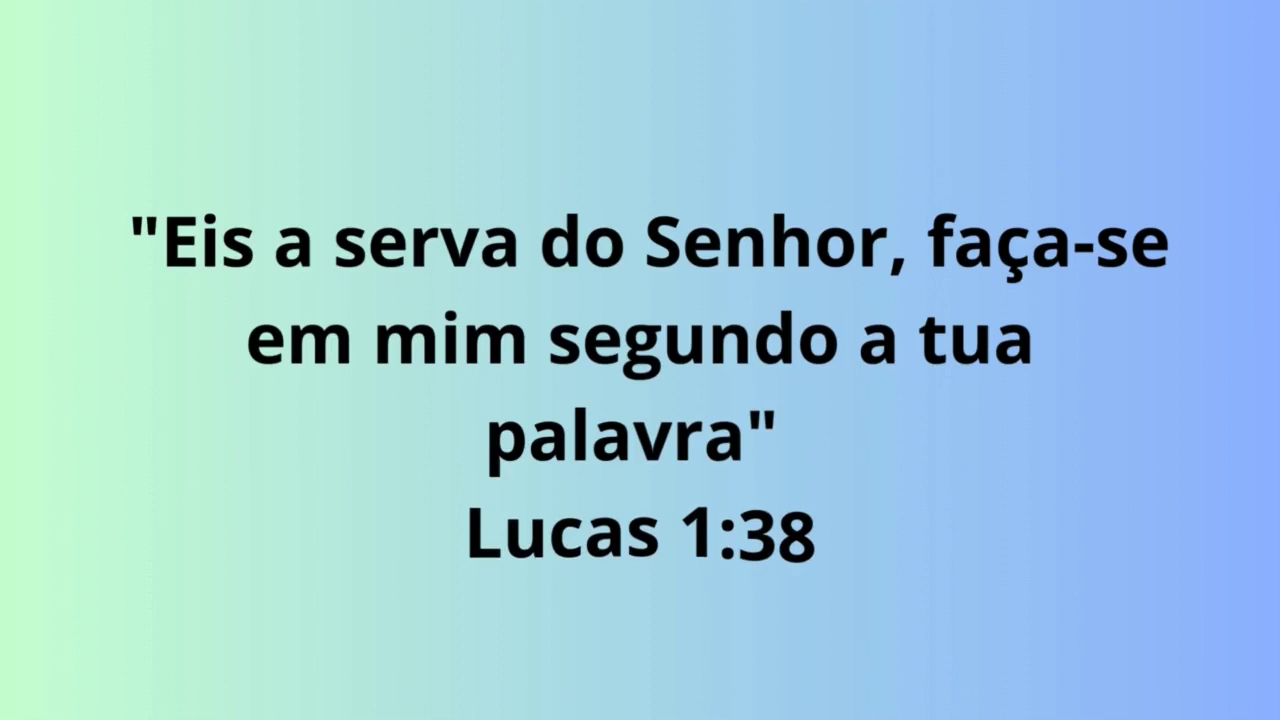 "Eis a serva do Senhor, faça-se
em mim segundo a tua
palavra"
Lucas 1:38